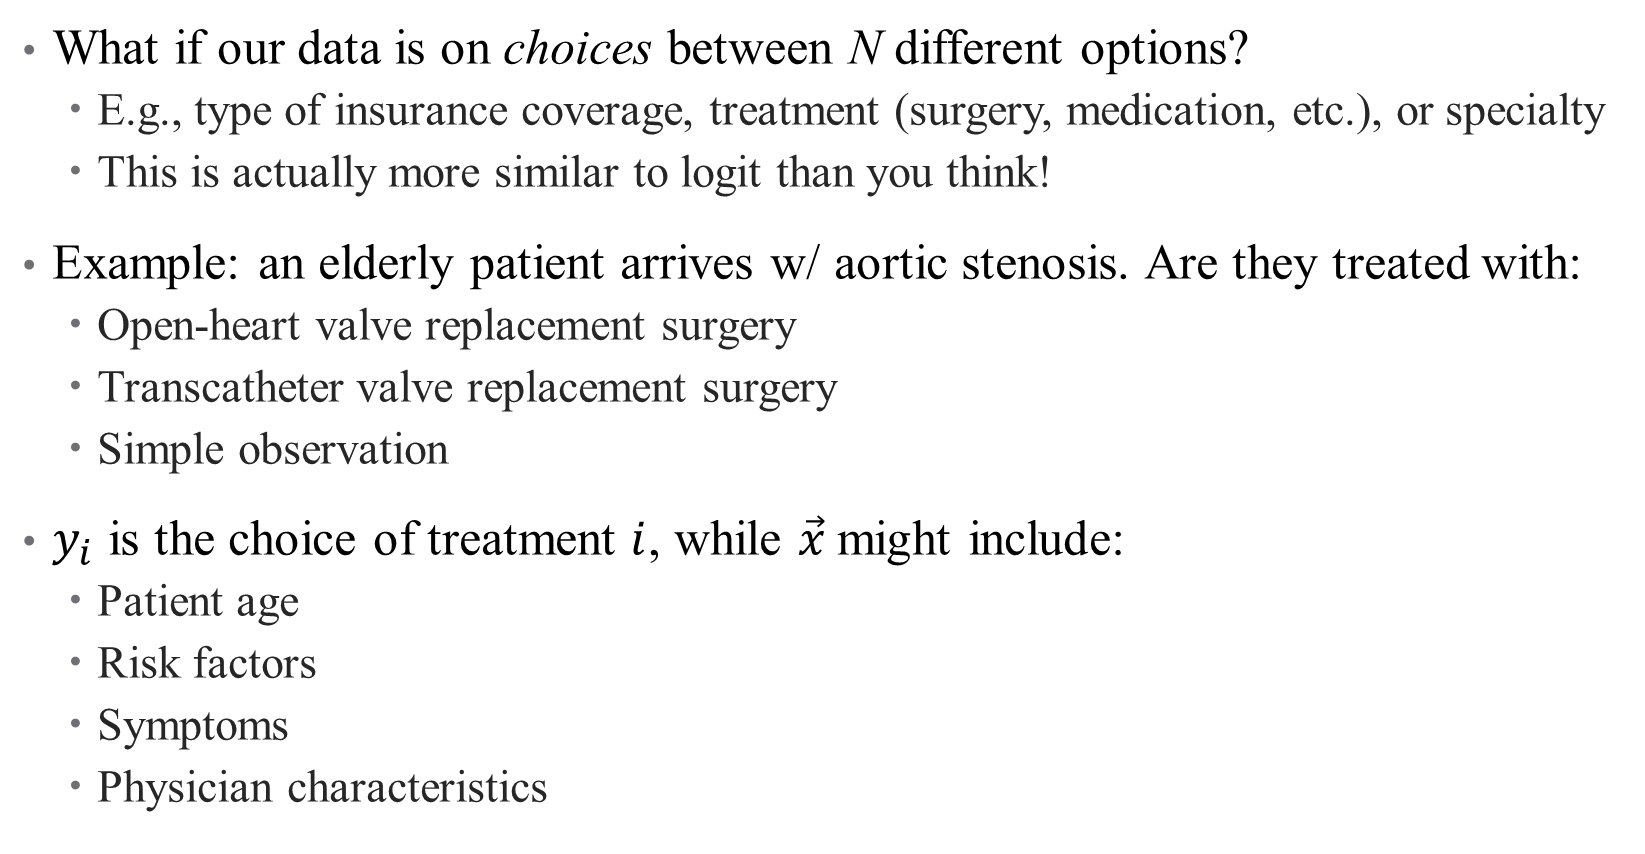 • What if our data is on choices between N different options?
• E.g., type of insurance coverage, treatment (surgery, medication, etc.), or specialty
• This is actually more similar to logit than you think!
• Example: an elderly patient arrives w/ aortic stenosis. Are they treated with:
• Open-heart valve replacement surgery
• Transcatheter valve replacement surgery
• Simple observation
• 𝑦ᵢ is the choice of treatment 𝑖, while 𝑥⃗ might include:
• Patient age
• Risk factors
• Symptoms
• Physician characteristics